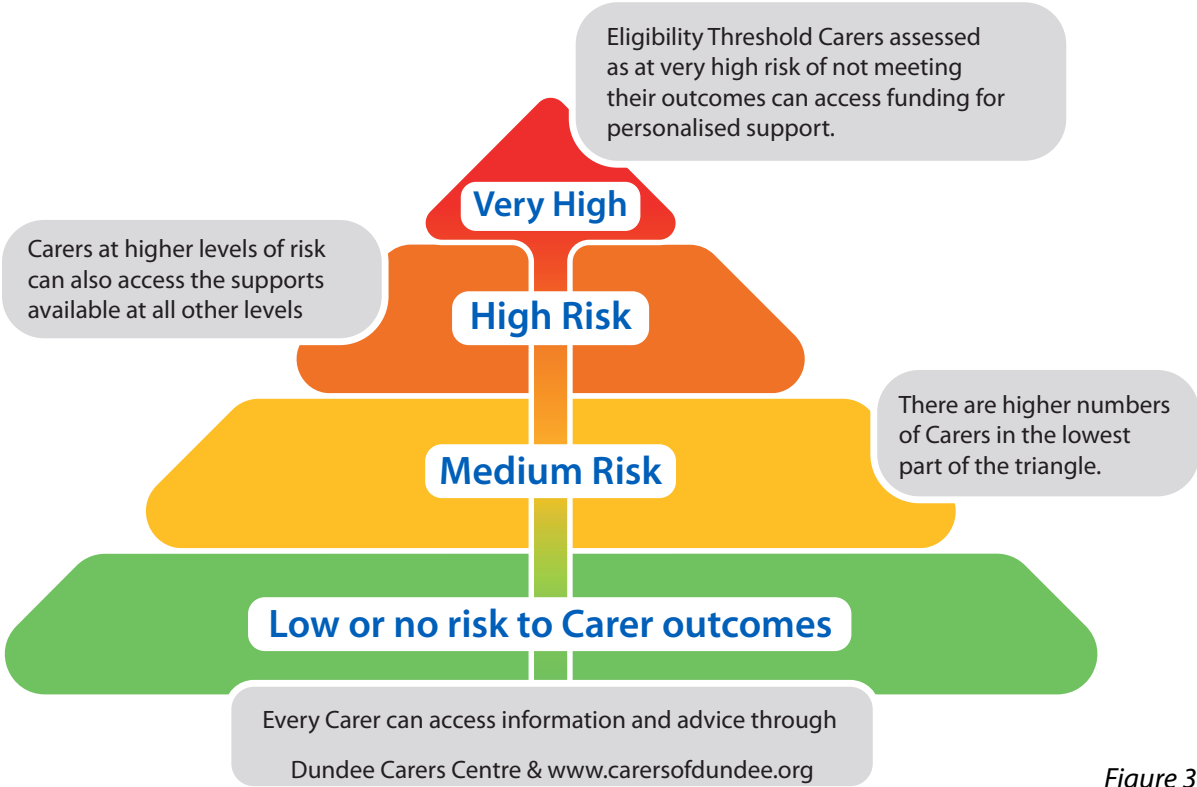 Eligibility Threshold Carers assessed
as at very high risk of not meeting
their outcomes can access funding for
personalised support.
Very High
Carers at higher levels of risk
can also access the supports
available at all other levels
High Risk
There are higher numbers
of Carers in the lowest
part of the triangle.
Medium Risk
Low or no risk to Carer outcomes
Every Carer can access information and advice through
Dundee Carers Centre & www.carersofdundee.org
Figure 3